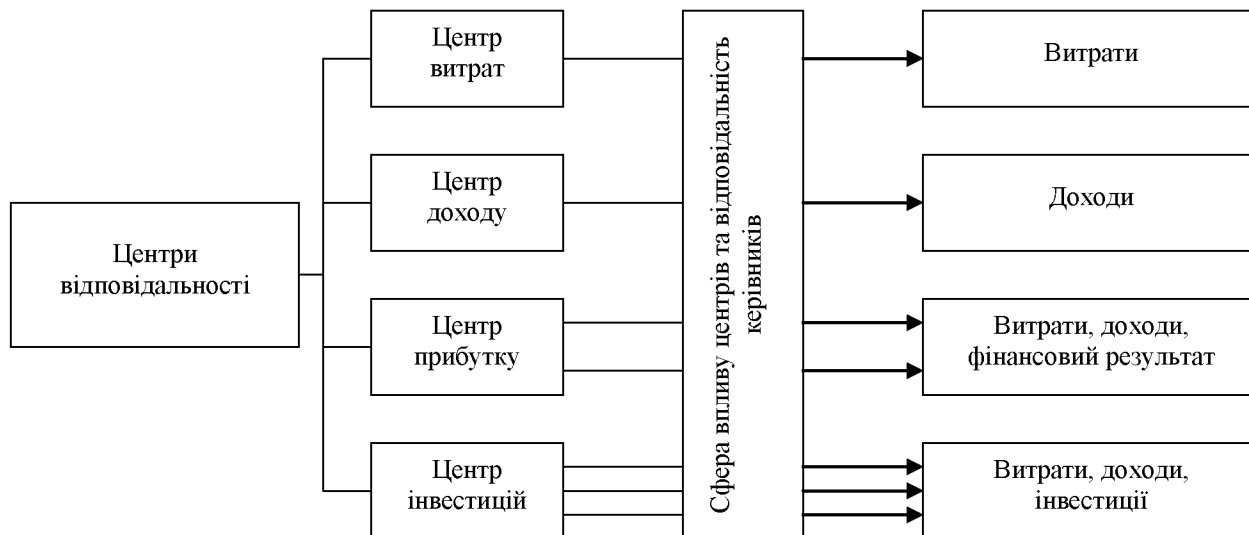 Центри
відповідальності
Центр
витрат
Центр
доходу
Центр
прибутку
Центр
інвестицій
Сфера впливу центрів та відповідальність
керівників
Витрати
Доходи
Витрати, доходи,
фінансовий результат
Витрати, доходи,
інвестиції